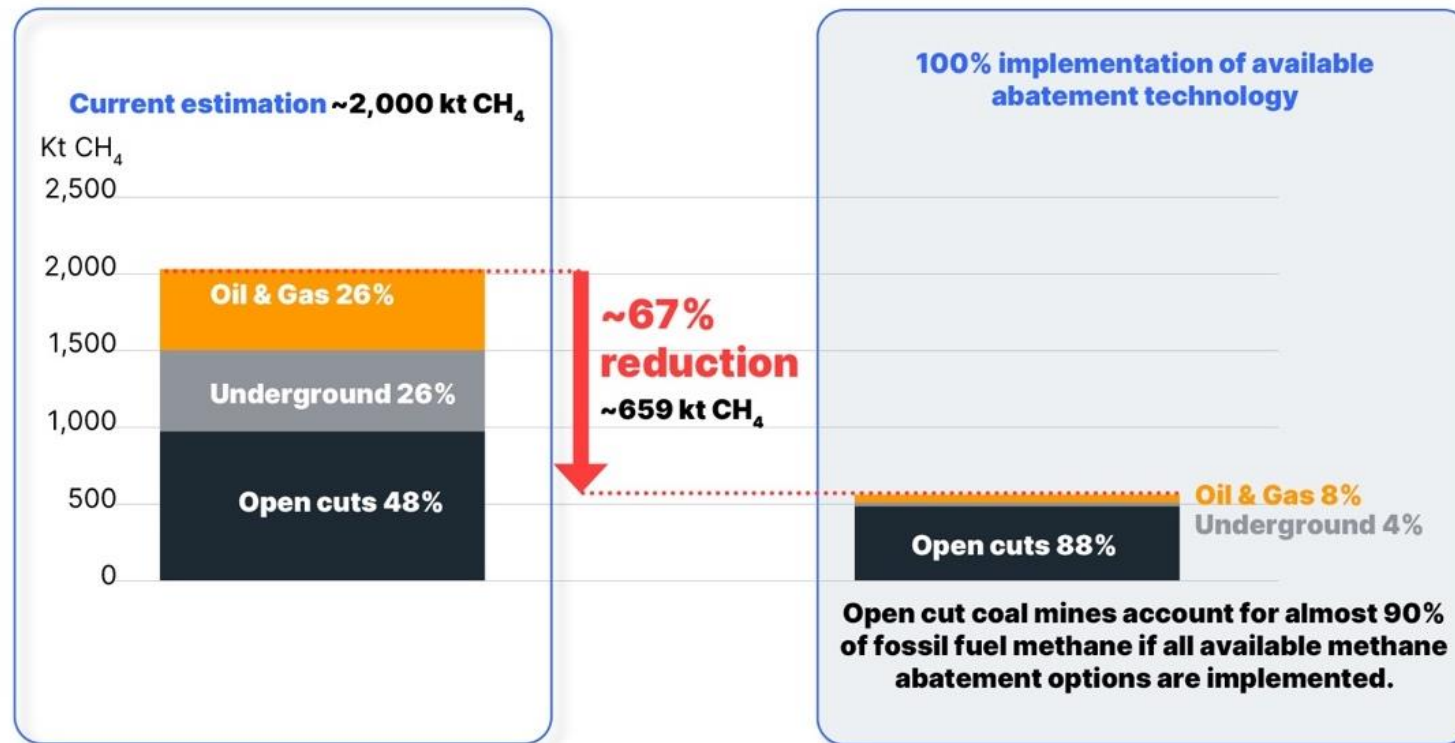 Current estimation ~2,000 kt CH₄
Kt CH₄
2,500
2,000
1,500
1,000
500
0
Oil & Gas 26%
Underground 26%
Open cuts 48%
~67%
reduction
~659 kt CH₄
100% implementation of available
abatement technology
Oil & Gas 8%
Underground 4%
Open cuts 88%
Open cut coal mines account for almost 90%
of fossil fuel methane if all available methane
abatement options are implemented.